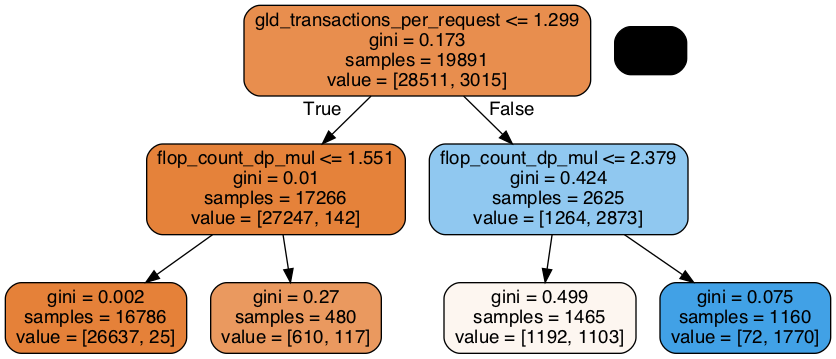 gld_transactions_per_request <= 1.299
gini = 0.173
samples = 19891
value = [28511, 3015]
True
False
flop_count_dp_mul <= 1.551
gini = 0.01
samples = 17266
value = [27247, 142]
flop_count_dp_mul <= 2.379
gini = 0.424
samples = 2625
value = [1264, 2873]
gini = 0.002
samples = 16786
value = [26637, 25]
gini = 0.27
samples = 480
value = [610, 117]
gini = 0.499
samples = 1465
value = [1192, 1103]
gini = 0.075
samples = 1160
value = [72, 1770]